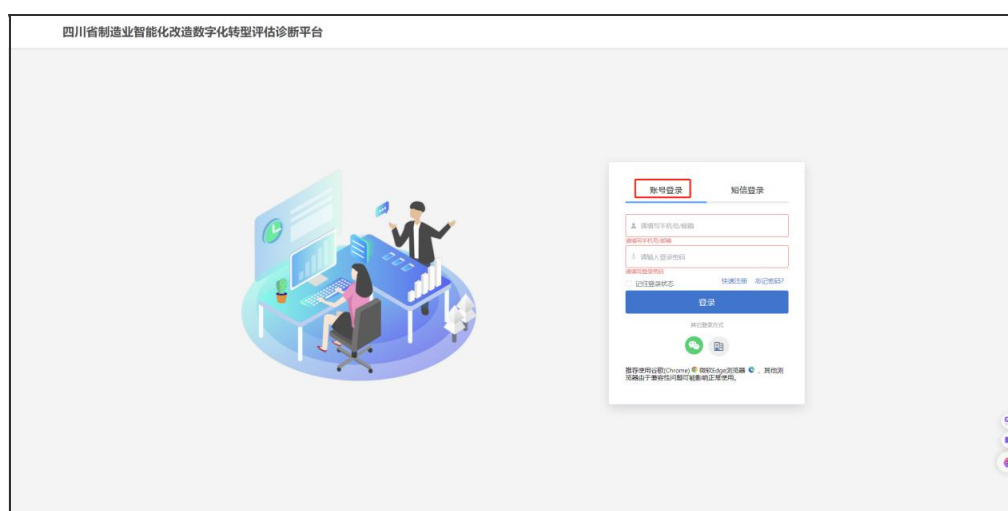 四川省制造业智能化改造数字化转型评估诊断平台
账号登录 短信登录
请填写手机号/邮箱
请填写手机号/邮箱
请输入登录密码
请填写登录密码
记住登录状态 快速注册 忘记密码?
登录
其它登录方式
推荐使用谷歌(Chrome) 微软Edge浏览器 ，其他浏
览器由于兼容性问题可能影响正常使用。